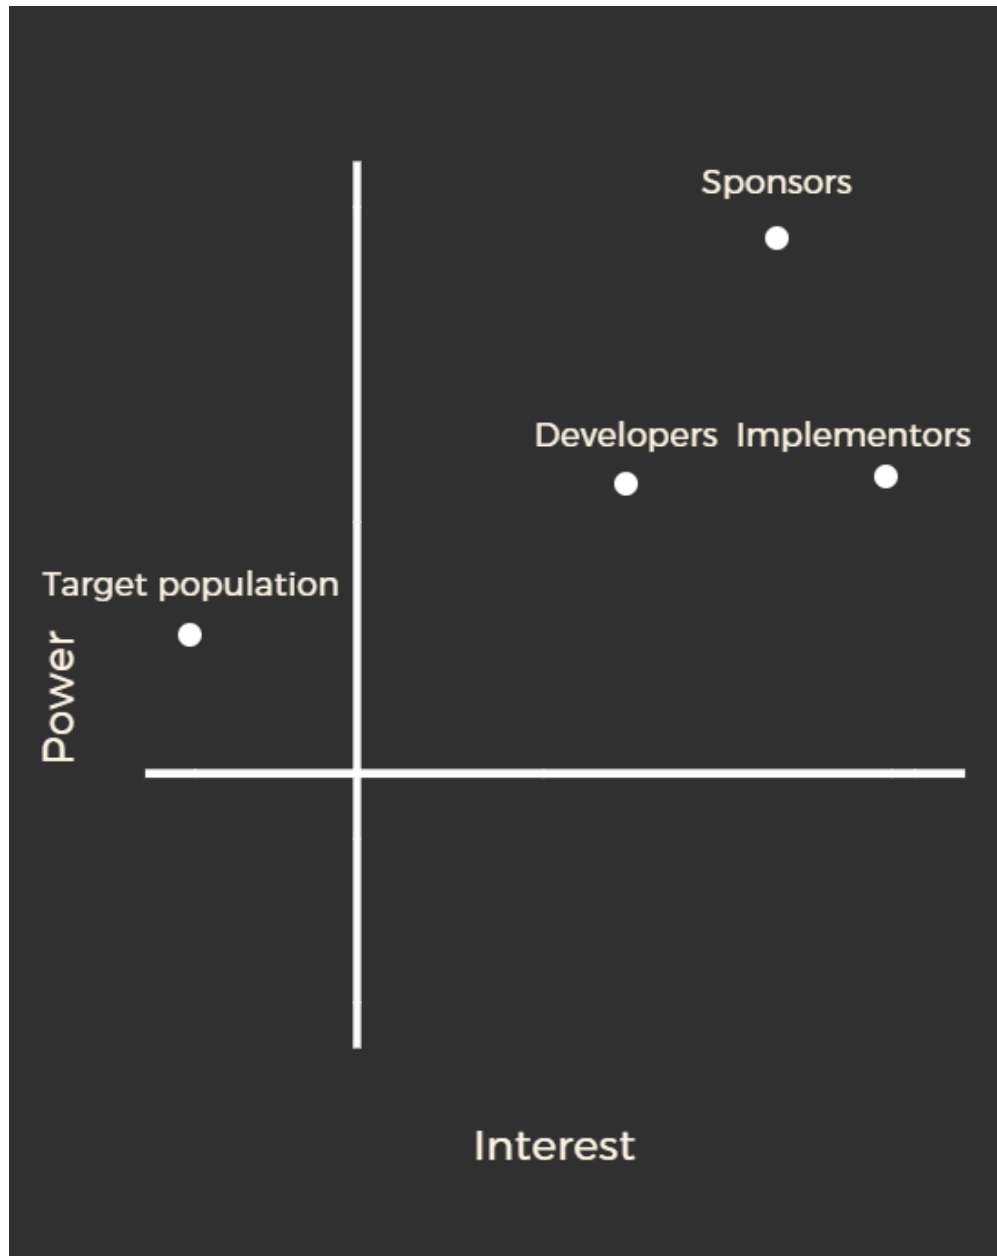 Sponsors
Developers
Implementors
Target population
Power
Interest